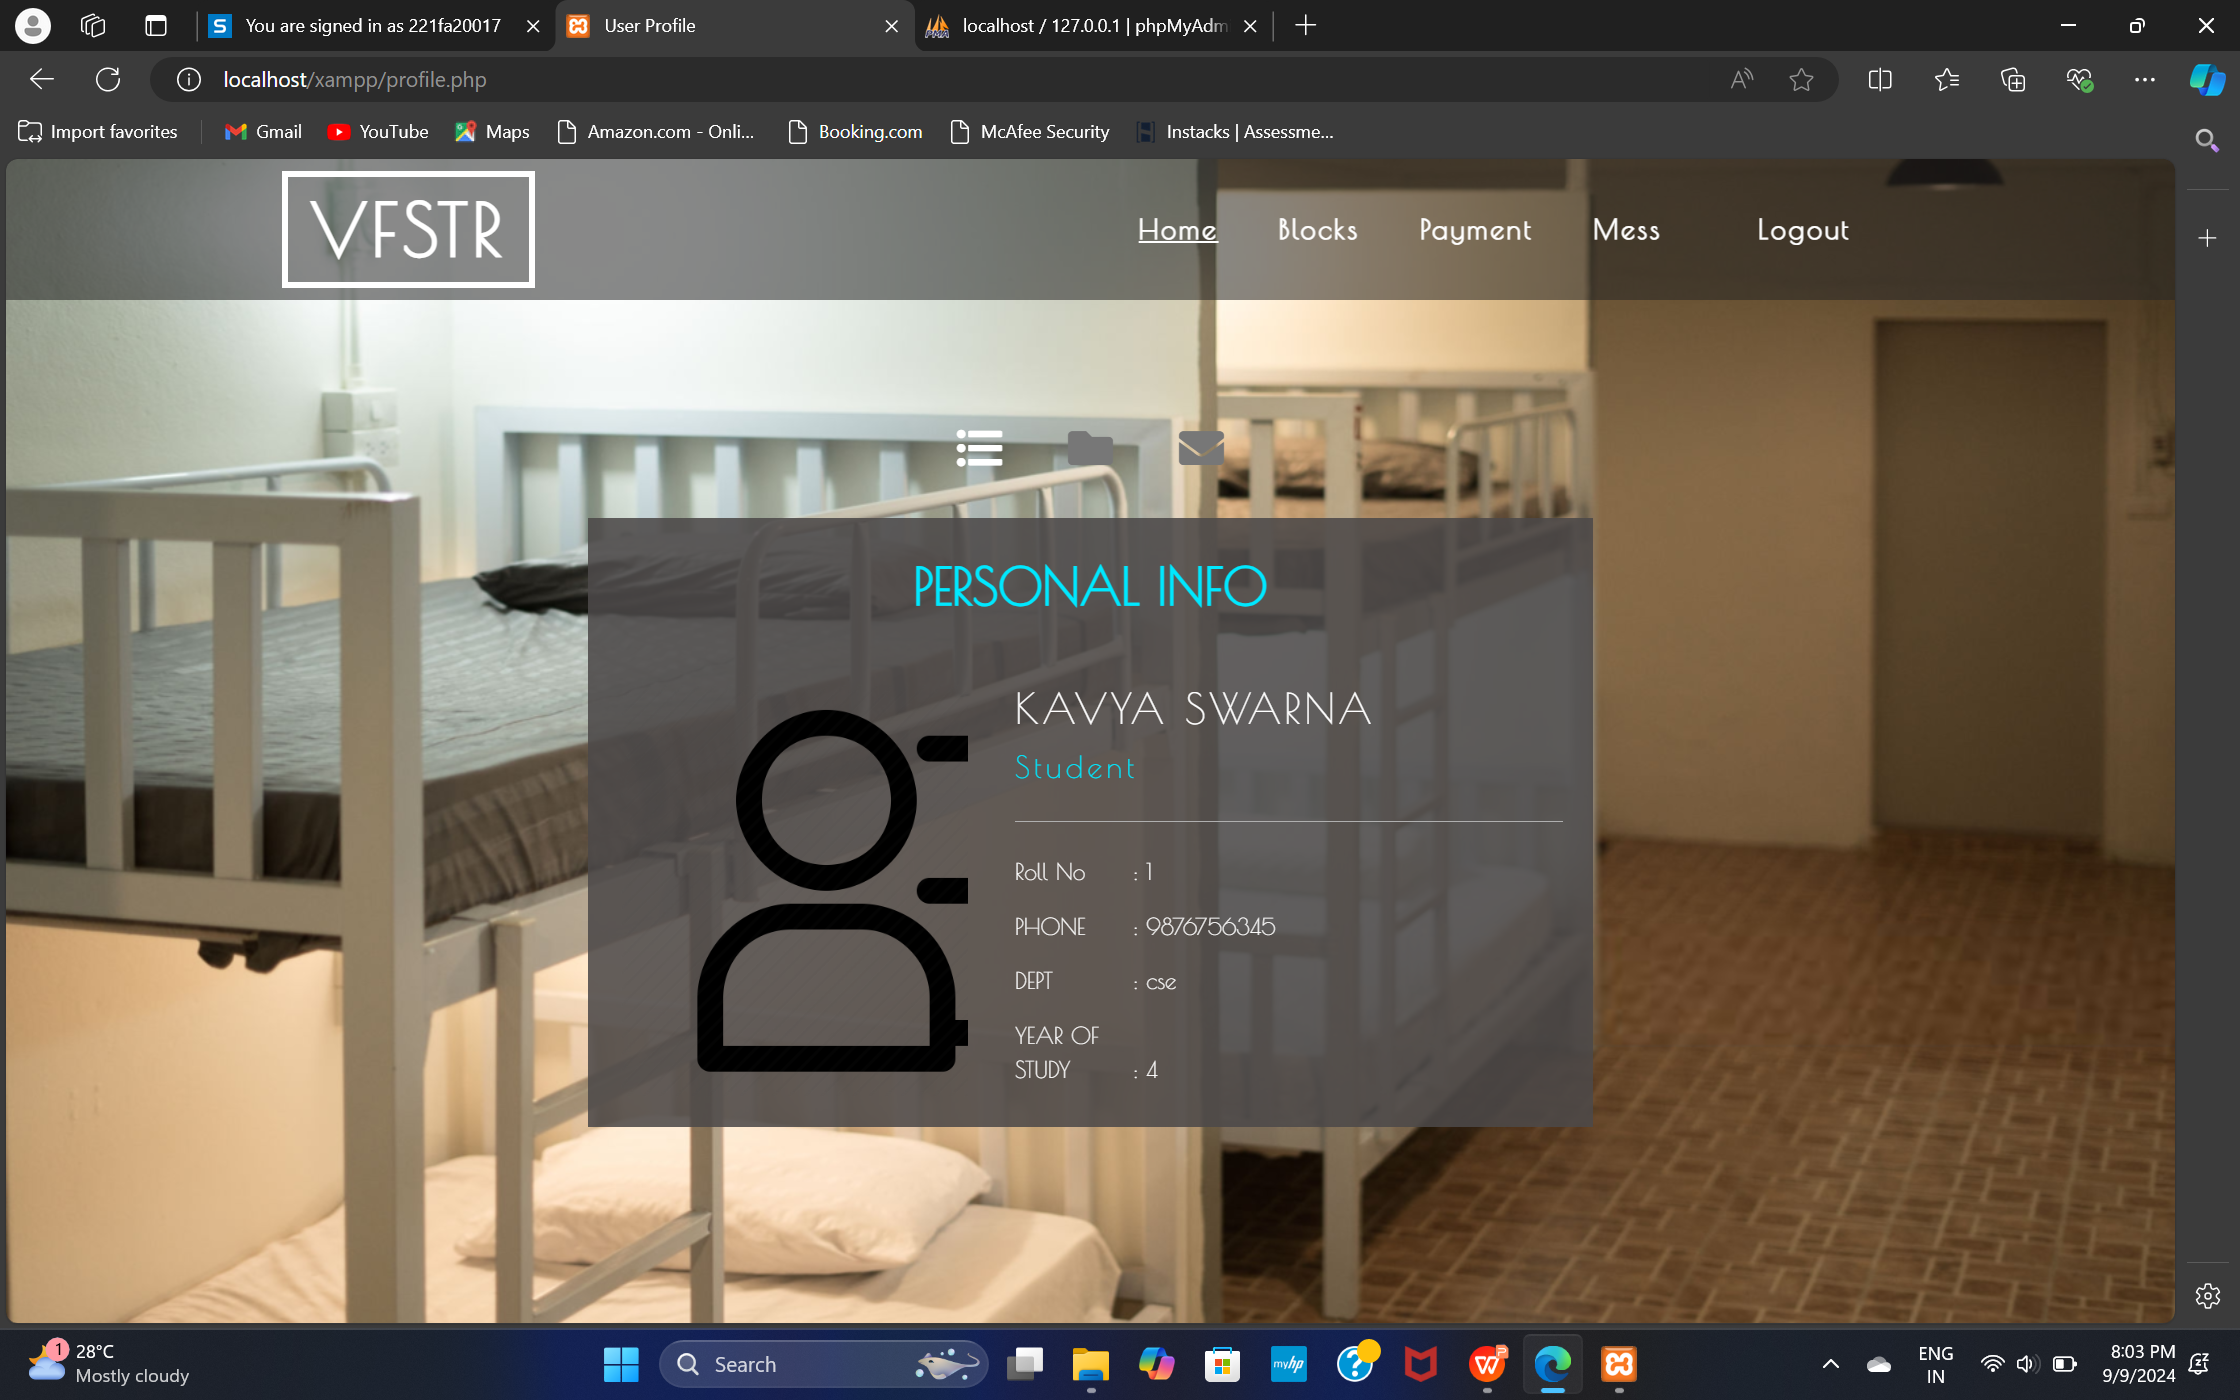 You are signed in as 221fa20017
User Profile
localhost / 127.0.0.1 | phpMyAdm
localhost/xampp/profile.php
Import favorites
Gmail
YouTube
Maps
Amazon.com - Onli...
Booking.com
McAfee Security
Instacks | Assessme...
VFSTR
Home
Blocks
Payment
Mess
Logout
PERSONAL INFO
KAVYA SWARNA
Student
Roll No : 1
PHONE : 9876756345
DEPT : cse
YEAR OF
STUDY : 4
1
28°C
Mostly cloudy
Search
myhp
ENG
IN
8:03 PM
9/9/2024